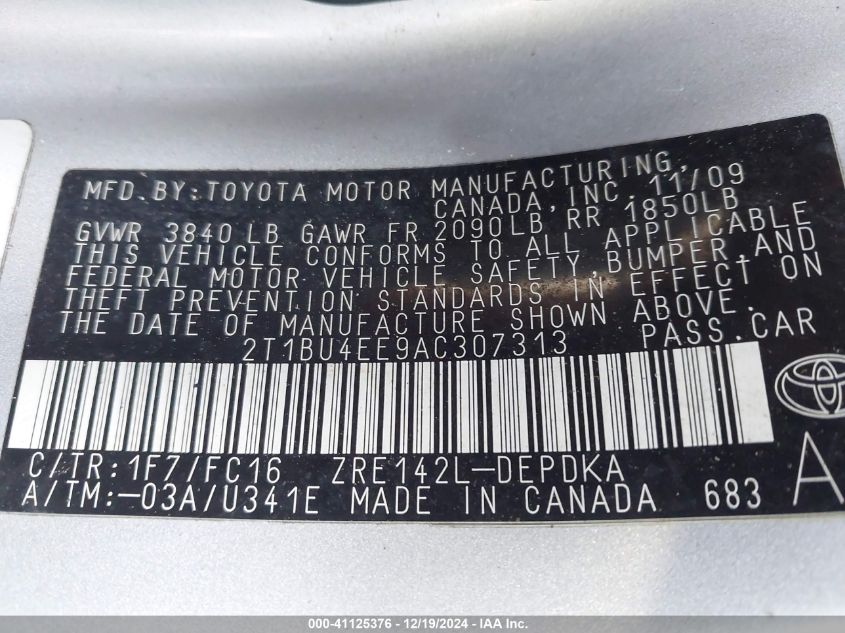 MFD.BY:TOYOTA MOTOR MANUFACTURING,
CANADA,INC. 11/09
GVWR 3840LB GAWR FR 2090LB RR 1850LB
THIS VEHICLE CONFORMS TO ALL APPLICABLE
FEDERAL MOTOR VEHICLE SAFETY,BUMPER,AND
THEFT PREVENTION STANDARDS IN EFFECT ON
THE DATE OF MANUFACTURE SHOWN ABOVE.
2T1BU4EE9AC307313 PASS.CAR
C/TR:1F7/FC16 ZRE142L-DEPDKA
A/TM:-03A/U341E MADE IN CANADA 683 A
000-41125376 - 12/19/2024 - IAA Inc.